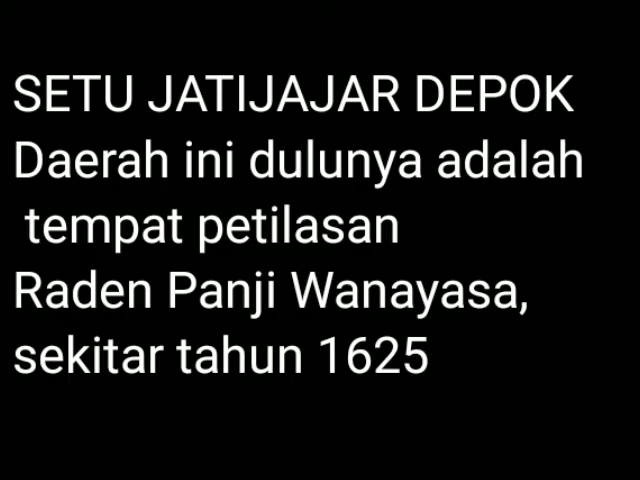 SETU JATIJAJAR DEPOK
Daerah ini dulunya adalah
tempat petilasan
Raden Panji Wanayasa,
sekitar tahun 1625